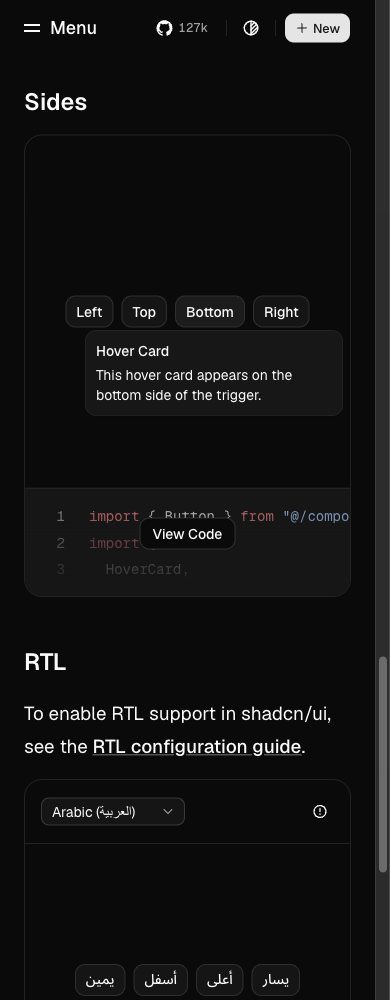 Menu
127k
New
Sides
Left Top Bottom Right
Hover Card
This hover card appears on the
bottom side of the trigger.
1 import { Button } from "@/compo
2 import
View Code
3 HoverCard,
RTL
To enable RTL support in shadcn/ui,
see the RTL configuration guide.
Arabic (العربية)
يسار أعلى أسفل يمين